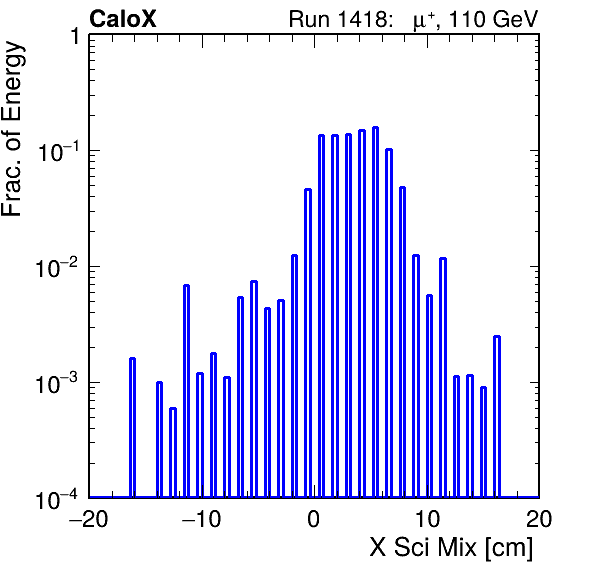 CaloX Run 1418: μ⁺, 110 GeV
Frac. of Energy
1
10⁻¹
10⁻²
10⁻³
10⁻⁴
−20 −10 0 10 20
X Sci Mix [cm]